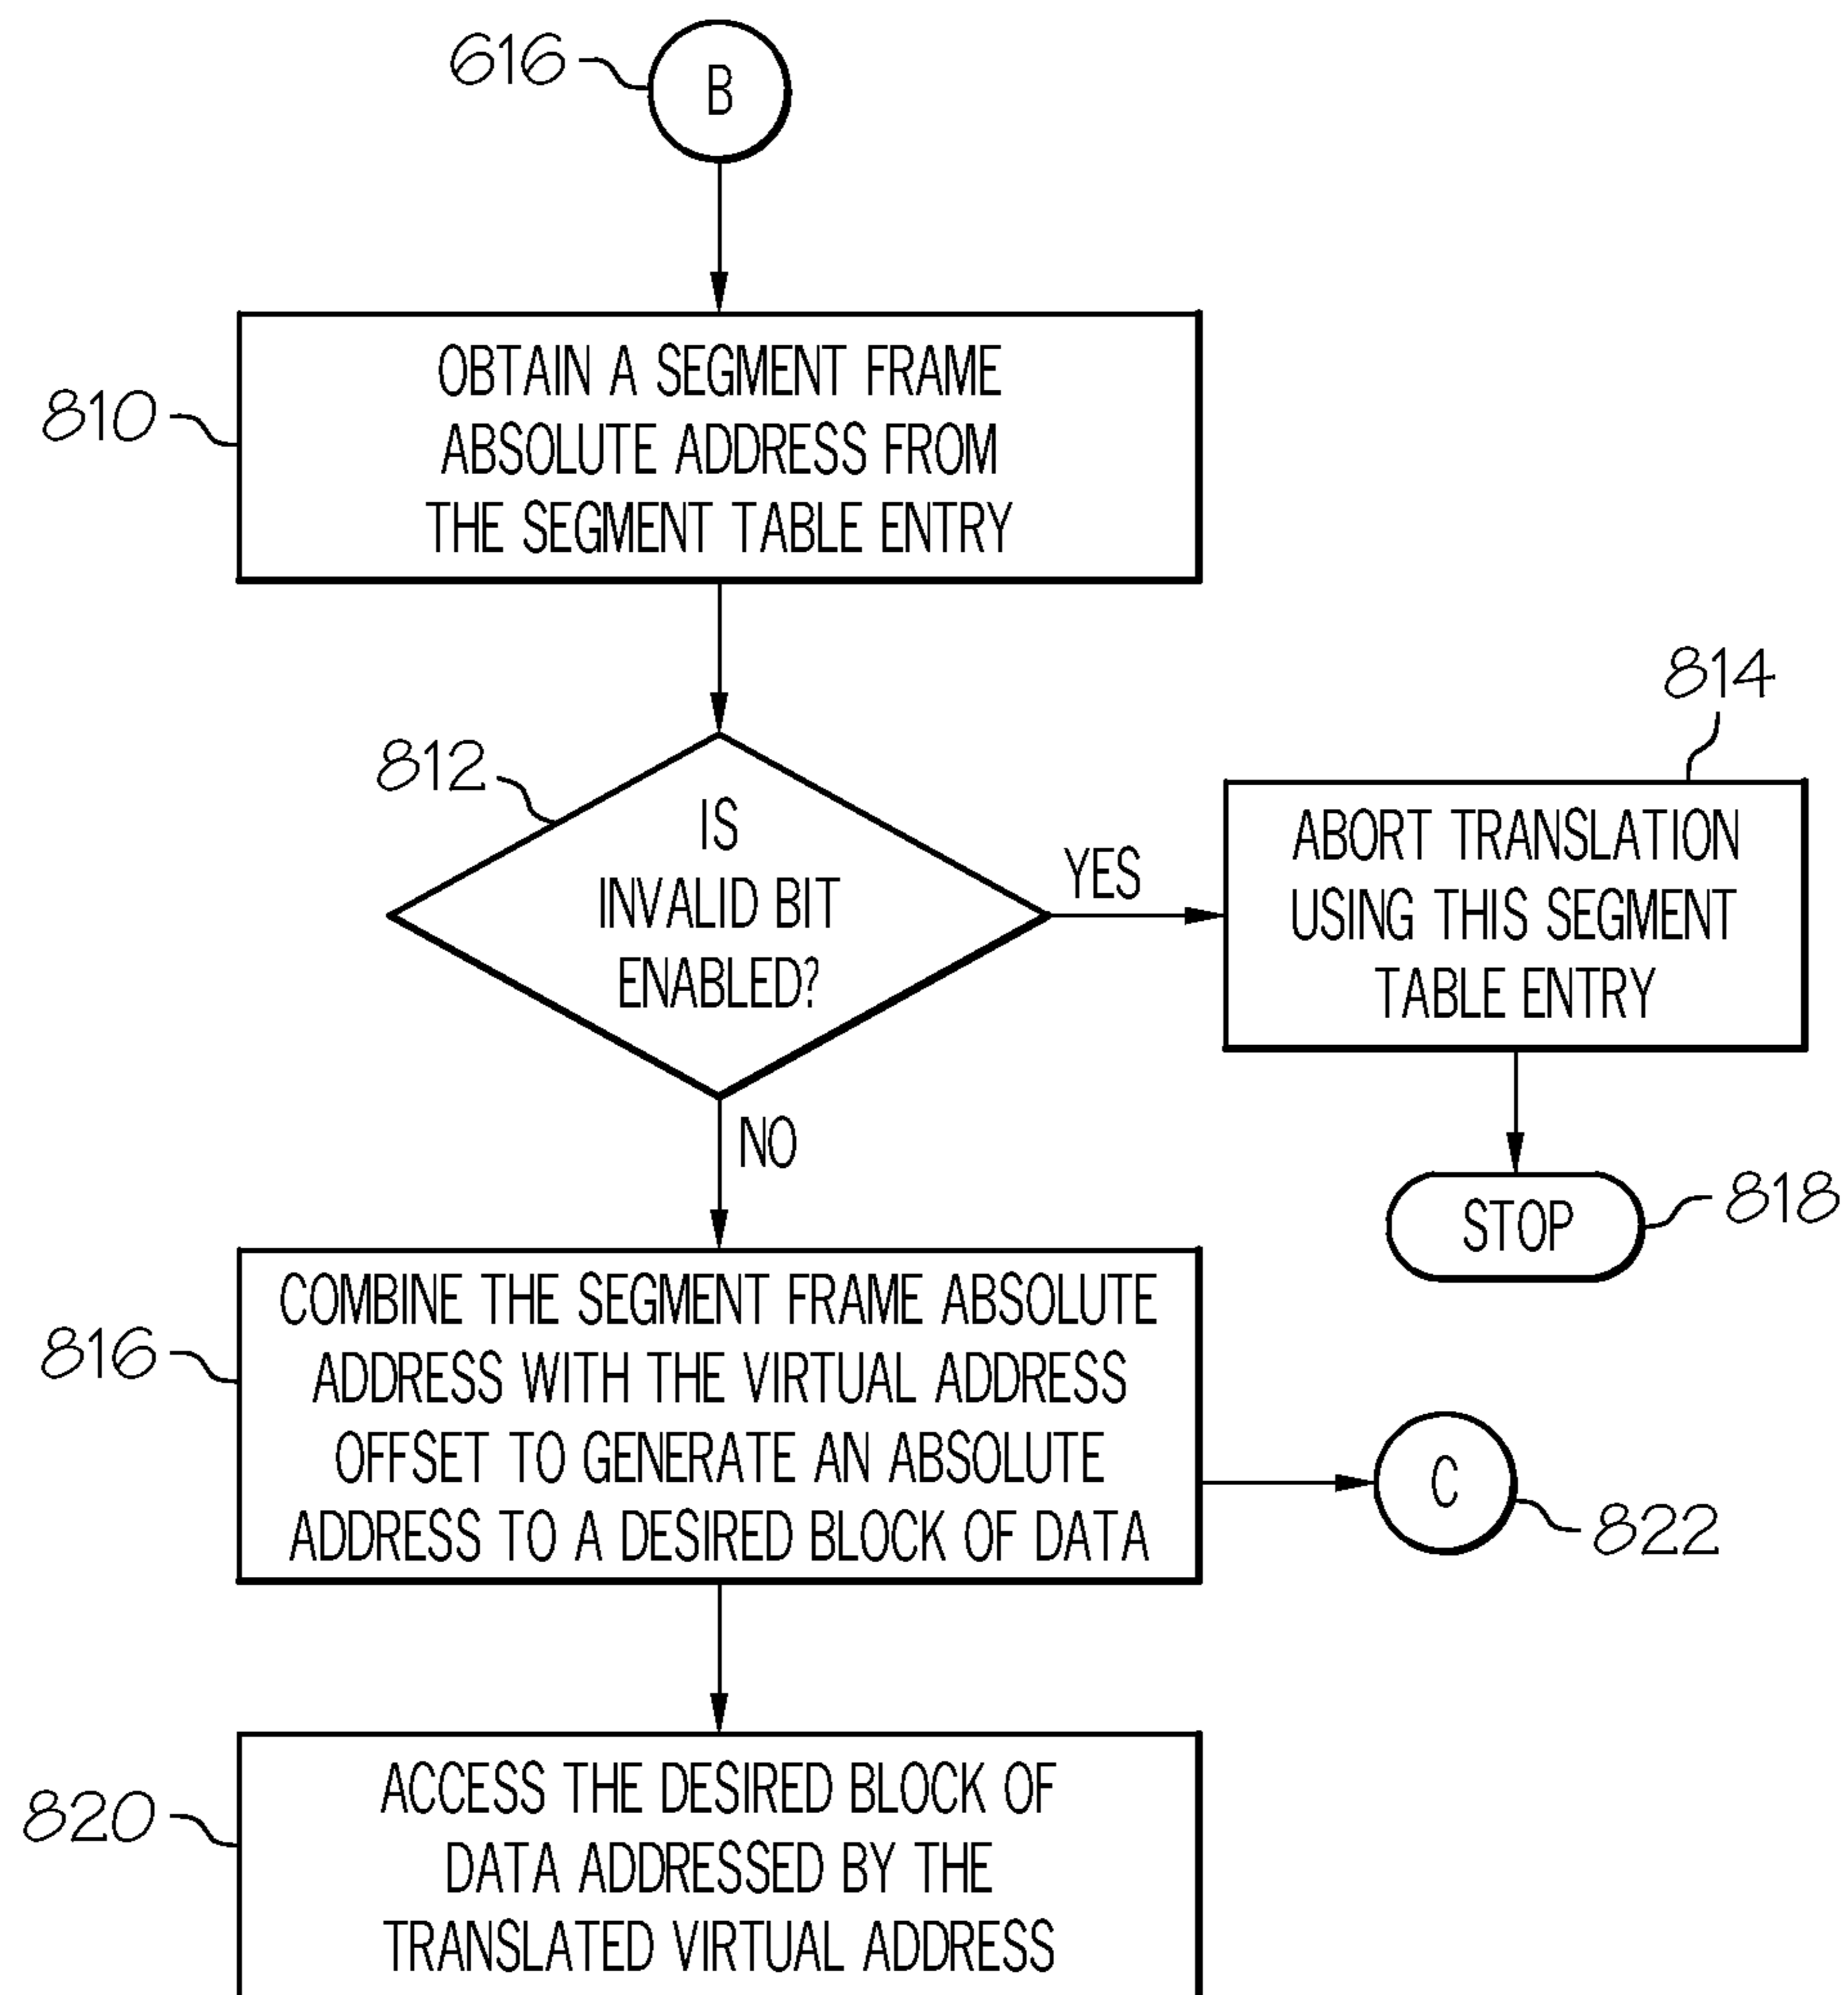 616
B
810
OBTAIN A SEGMENT FRAME
ABSOLUTE ADDRESS FROM
THE SEGMENT TABLE ENTRY
812
IS
INVALID BIT
ENABLED?
YES
814
ABORT TRANSLATION
USING THIS SEGMENT
TABLE ENTRY
STOP
818
NO
816
COMBINE THE SEGMENT FRAME ABSOLUTE
ADDRESS WITH THE VIRTUAL ADDRESS
OFFSET TO GENERATE AN ABSOLUTE
ADDRESS TO A DESIRED BLOCK OF DATA
C
822
820
ACCESS THE DESIRED BLOCK OF
DATA ADDRESSED BY THE
TRANSLATED VIRTUAL ADDRESS